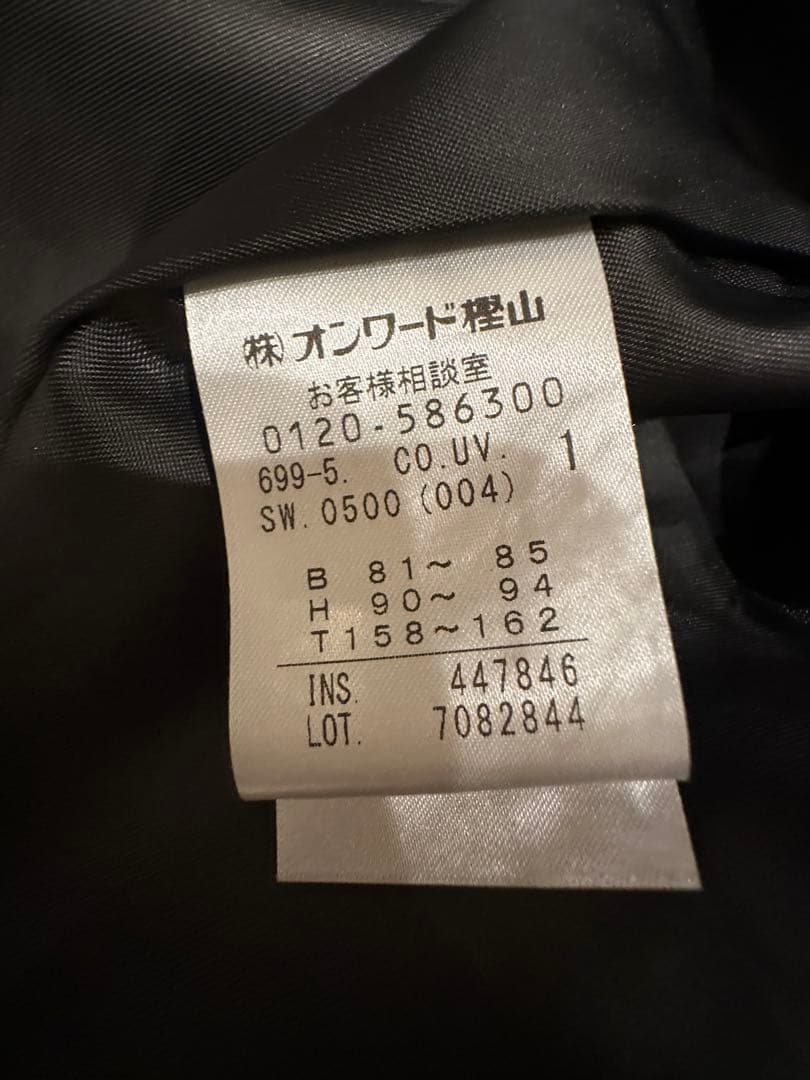 ㈱オンワード樫山
お客様相談室
0120-586300
699-5. CO.UV. 1
SW.0500(004)
B 81～ 85
H 90～ 94
T158～162
INS. 447846
LOT. 7082844